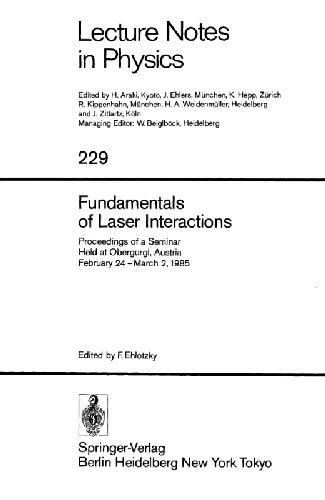 Lecture Notes
in Physics
Edited by H. Araki, Kyoto, J. Ehlers, München, K. Hepp, Zürich
R. Kippenhahn, München, H. A. Weidenmüller, Heidelberg
and J. Zittartz, Köln
Managing Editor: W. Beiglböck, Heidelberg
229
Fundamentals
of Laser Interactions
Proceedings of a Seminar
Held at Obergurgl, Austria
February 24 – March 2, 1985
Edited by F. Ehlotzky
Springer-Verlag
Berlin Heidelberg New York Tokyo